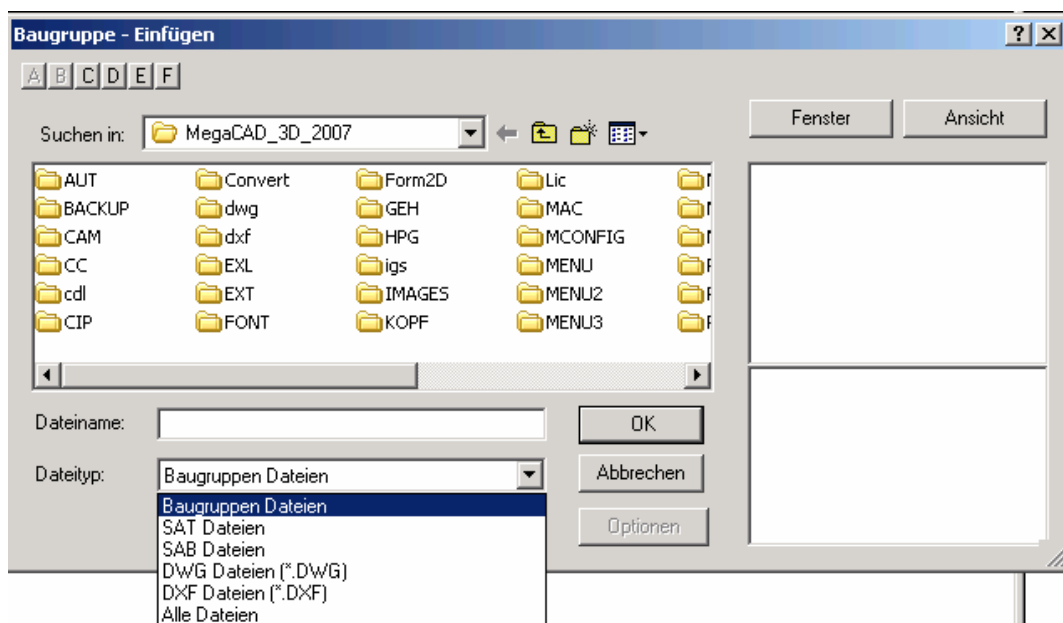 Baugruppe - Einfügen
A B C D E F
Suchen in: MegaCAD_3D_2007 Fenster Ansicht
AUT Convert Form2D Lic
BACKUP dwg GEH MAC
CAM dxf HPG MCONFIG
CC EXL igs MENU
cdl EXT IMAGES MENU2
CIP FONT KOPF MENU3
Dateiname: OK
Dateityp: Baugruppen Dateien Abbrechen
Baugruppen Dateien
SAT Dateien Optionen
SAB Dateien
DWG Dateien (*.DWG)
DXF Dateien (*.DXF)
Alle Dateien